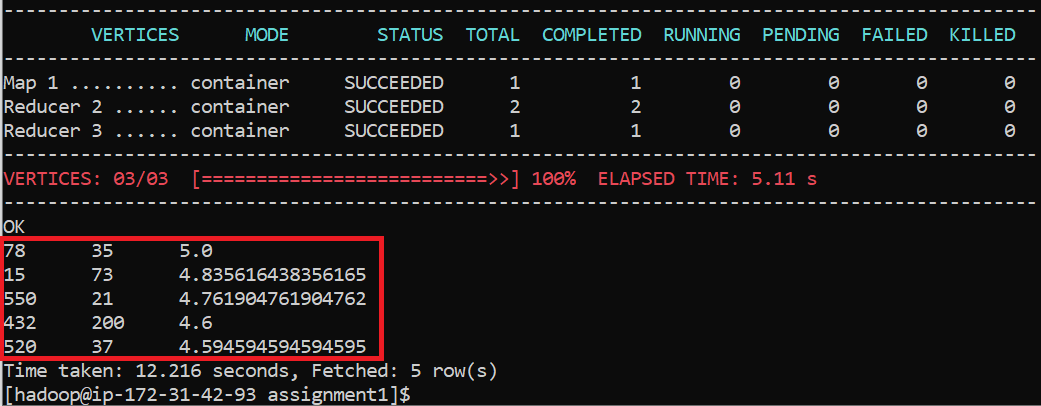 --------------------------------------------------------------------------------------------
        VERTICES      MODE        STATUS  TOTAL  COMPLETED  RUNNING  PENDING  FAILED  KILLED
--------------------------------------------------------------------------------------------
Map 1 .......... container     SUCCEEDED      1          1        0        0       0       0
Reducer 2 ...... container     SUCCEEDED      2          2        0        0       0       0
Reducer 3 ...... container     SUCCEEDED      1          1        0        0       0       0
--------------------------------------------------------------------------------------------
VERTICES: 03/03  [==========================>>] 100%  ELAPSED TIME: 5.11 s
--------------------------------------------------------------------------------------------
OK
78      35      5.0
15      73      4.835616438356165
550     21      4.761904761904762
432     200     4.6
520     37      4.594594594594595
Time taken: 12.216 seconds, Fetched: 5 row(s)
[hadoop@ip-172-31-42-93 assignment1]$